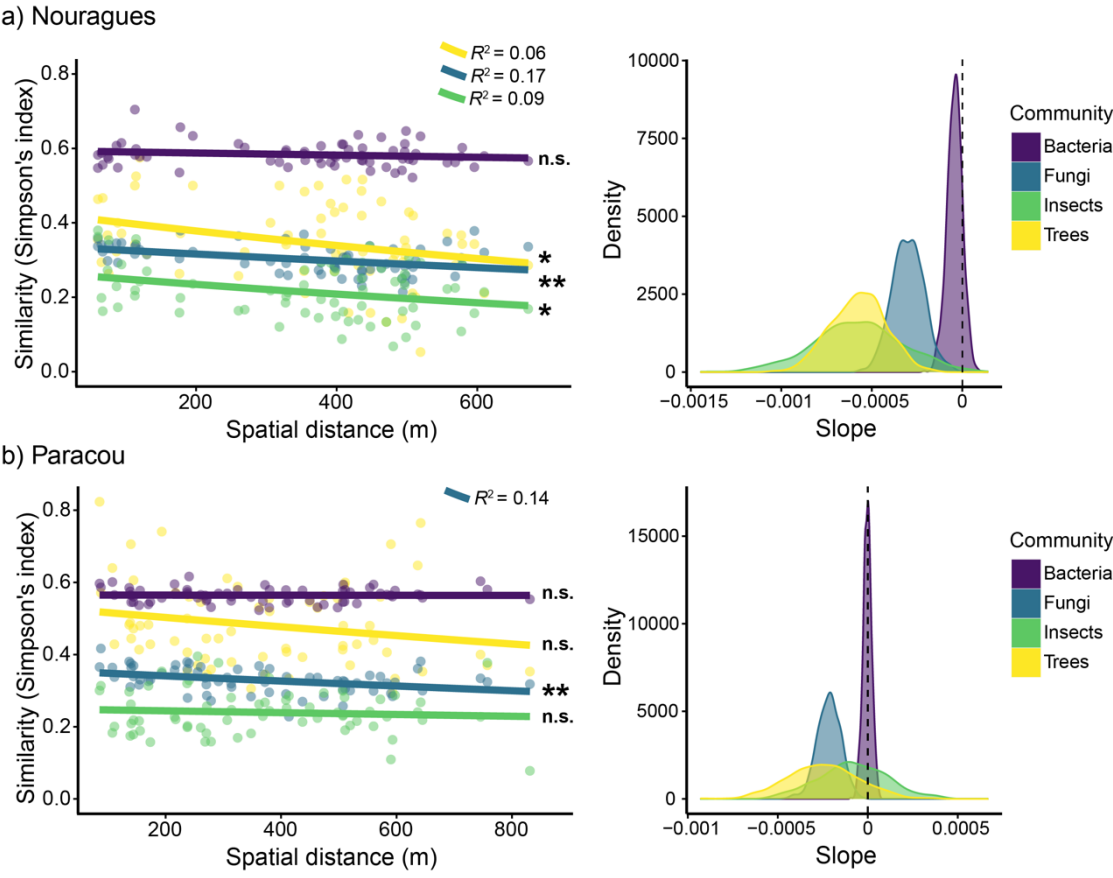 a) Nouragues
R² = 0.06
R² = 0.17
R² = 0.09
Similarity (Simpson's index)
0.8
0.6
0.4
0.2
0.0
n.s.
*
**
*
200
400
600
Spatial distance (m)
Density
10000
7500
5000
2500
0
−0.0015
−0.001
−0.0005
0
Slope
Community
Bacteria
Fungi
Insects
Trees
b) Paracou
R² = 0.14
Similarity (Simpson's index)
0.8
0.6
0.4
0.2
0.0
n.s.
n.s.
**
n.s.
200
400
600
800
Spatial distance (m)
Density
15000
10000
5000
0
−0.001
−0.0005
0
0.0005
Slope
Community
Bacteria
Fungi
Insects
Trees